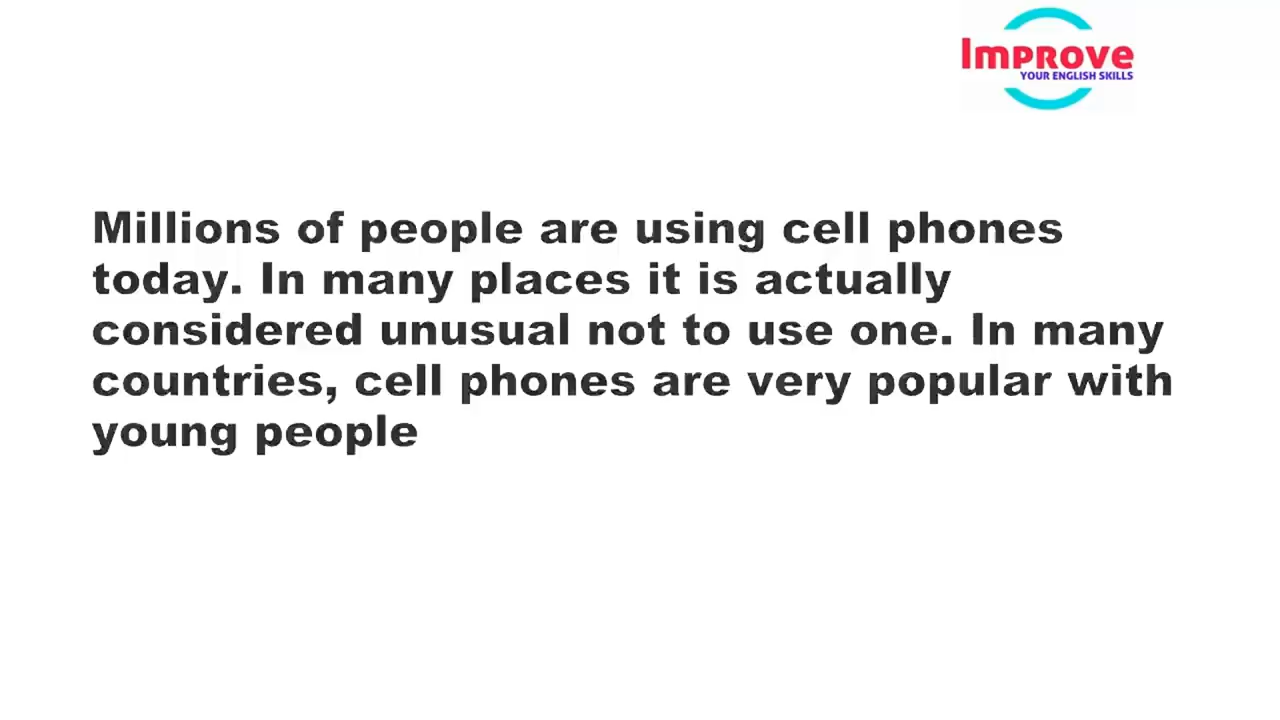 Improve
YOUR ENGLISH SKILLS
Millions of people are using cell phones
today. In many places it is actually
considered unusual not to use one. In many
countries, cell phones are very popular with
young people